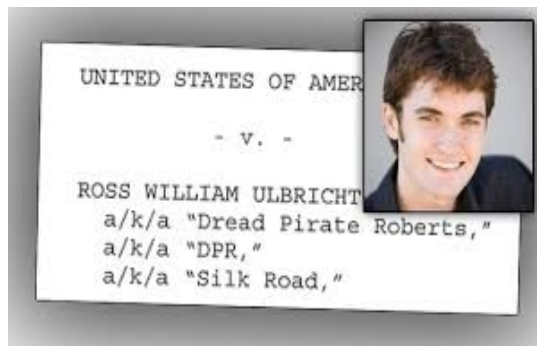 UNITED STATES OF AMER
- v. -
ROSS WILLIAM ULBRICHT
a/k/a "Dread Pirate Roberts,"
a/k/a "DPR,"
a/k/a "Silk Road,"